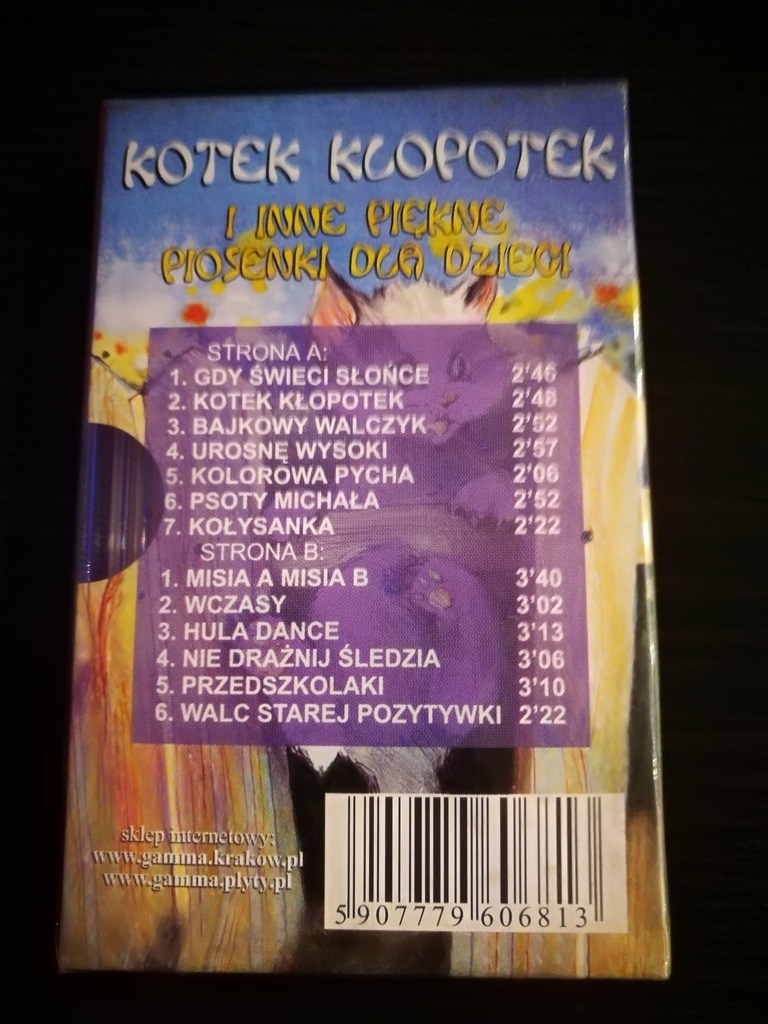 KOTEK KŁOPOTEK
I INNE PIĘKNE
PIOSENKI DLA DZIECI
STRONA A:
1. GDY ŚWIECI SŁOŃCE 2'46
2. KOTEK KŁOPOTEK 2'48
3. BAJKOWY WALCZYK 2'52
4. UROSNĘ WYSOKI 2'57
5. KOLOROWA PYCHA 2'06
6. PSOTY MICHAŁA 2'52
7. KOŁYSANKA 2'22
STRONA B:
1. MISIA A MISIA B 3'40
2. WCZASY 3'02
3. HULA DANCE 3'13
4. NIE DRAŻNIJ ŚLEDZIA 3'06
5. PRZEDSZKOLAKI 3'10
6. WALC STAREJ POZYTYWKI 2'22
sklep internetowy:
www.gamma.krakow.pl
www.gamma.plyty.pl
5 907779 606813